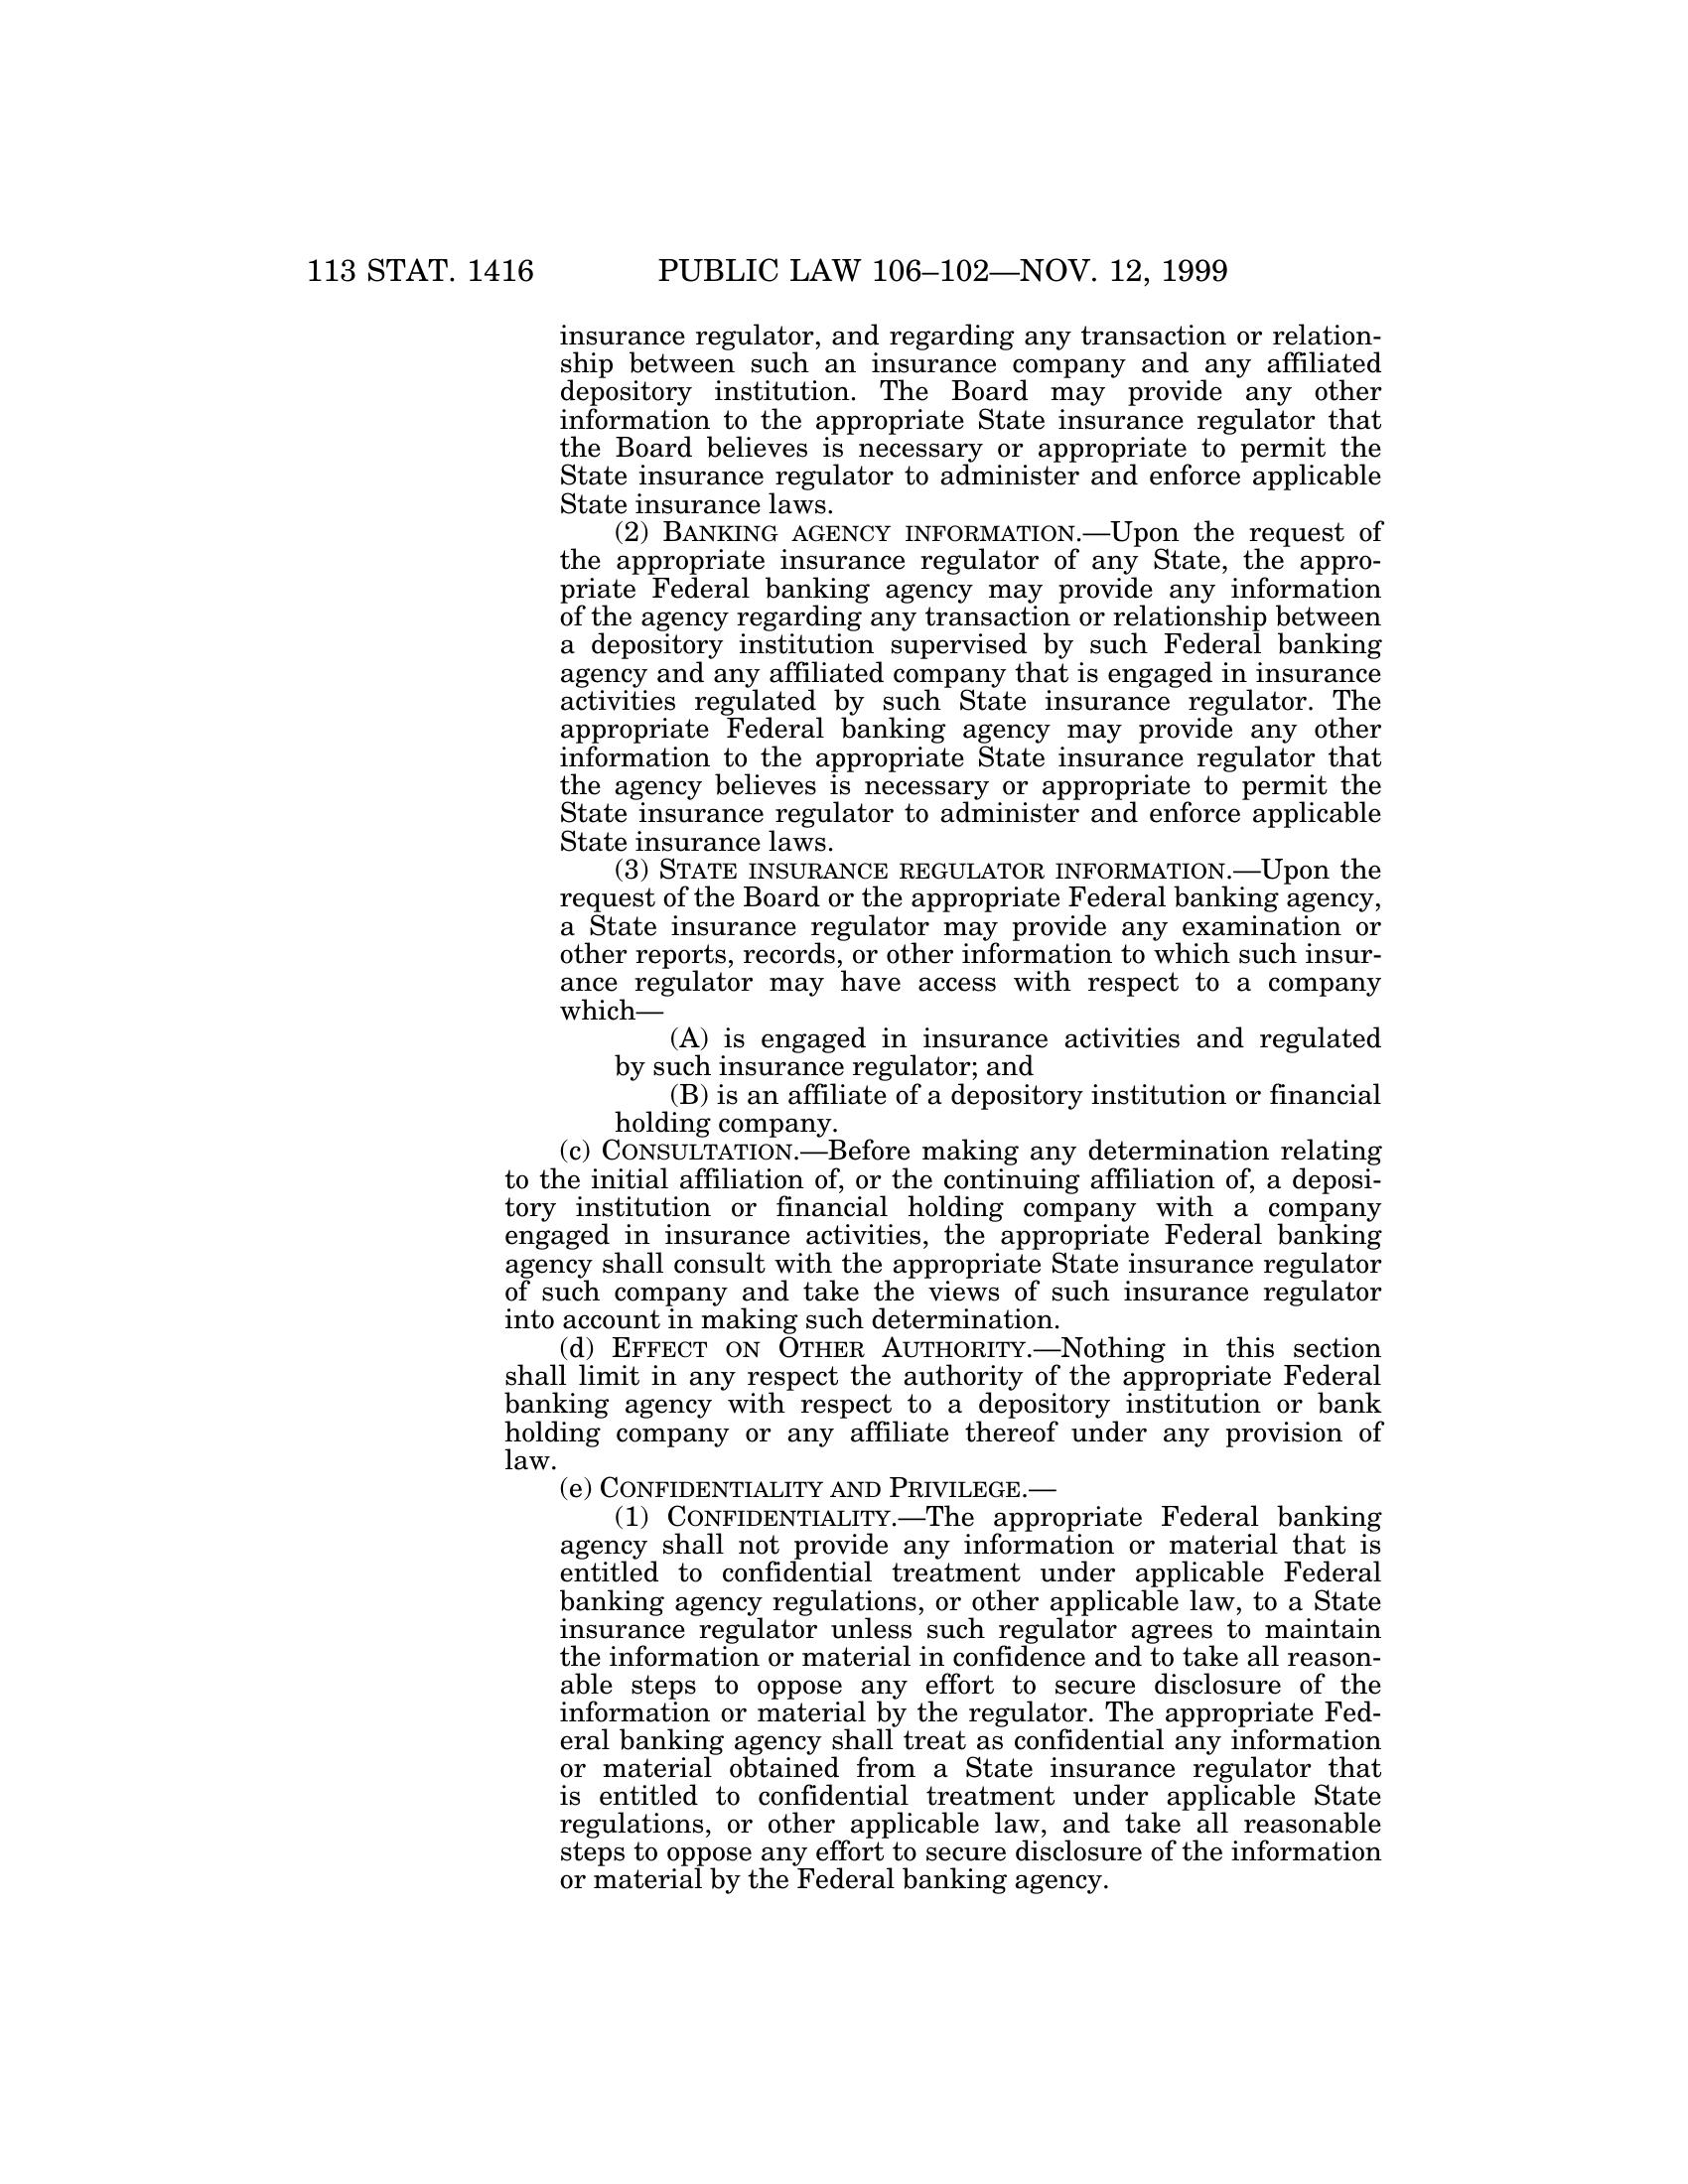 113 STAT. 1416 PUBLIC LAW 106–102—NOV. 12, 1999
insurance regulator, and regarding any transaction or relation-
ship between such an insurance company and any affiliated
depository institution. The Board may provide any other
information to the appropriate State insurance regulator that
the Board believes is necessary or appropriate to permit the
State insurance regulator to administer and enforce applicable
State insurance laws.
(2) BANKING AGENCY INFORMATION.—Upon the request of
the appropriate insurance regulator of any State, the appro-
priate Federal banking agency may provide any information
of the agency regarding any transaction or relationship between
a depository institution supervised by such Federal banking
agency and any affiliated company that is engaged in insurance
activities regulated by such State insurance regulator. The
appropriate Federal banking agency may provide any other
information to the appropriate State insurance regulator that
the agency believes is necessary or appropriate to permit the
State insurance regulator to administer and enforce applicable
State insurance laws.
(3) STATE INSURANCE REGULATOR INFORMATION.—Upon the
request of the Board or the appropriate Federal banking agency,
a State insurance regulator may provide any examination or
other reports, records, or other information to which such insur-
ance regulator may have access with respect to a company
which—
(A) is engaged in insurance activities and regulated
by such insurance regulator; and
(B) is an affiliate of a depository institution or financial
holding company.
(c) CONSULTATION.—Before making any determination relating
to the initial affiliation of, or the continuing affiliation of, a deposi-
tory institution or financial holding company with a company
engaged in insurance activities, the appropriate Federal banking
agency shall consult with the appropriate State insurance regulator
of such company and take the views of such insurance regulator
into account in making such determination.
(d) EFFECT ON OTHER AUTHORITY.—Nothing in this section
shall limit in any respect the authority of the appropriate Federal
banking agency with respect to a depository institution or bank
holding company or any affiliate thereof under any provision of
law.
(e) CONFIDENTIALITY AND PRIVILEGE.—
(1) CONFIDENTIALITY.—The appropriate Federal banking
agency shall not provide any information or material that is
entitled to confidential treatment under applicable Federal
banking agency regulations, or other applicable law, to a State
insurance regulator unless such regulator agrees to maintain
the information or material in confidence and to take all reason-
able steps to oppose any effort to secure disclosure of the
information or material by the regulator. The appropriate Fed-
eral banking agency shall treat as confidential any information
or material obtained from a State insurance regulator that
is entitled to confidential treatment under applicable State
regulations, or other applicable law, and take all reasonable
steps to oppose any effort to secure disclosure of the information
or material by the Federal banking agency.